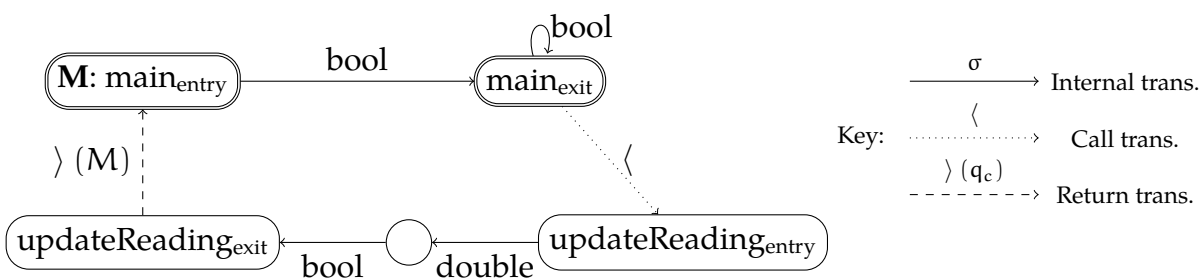 bool
bool
M: main_entry
main_exit
σ
Internal trans.
⟨
Key:
Call trans.
⟩ (M)
⟨
⟩ (q_c)
Return trans.
updateReading_exit
updateReading_entry
bool
double